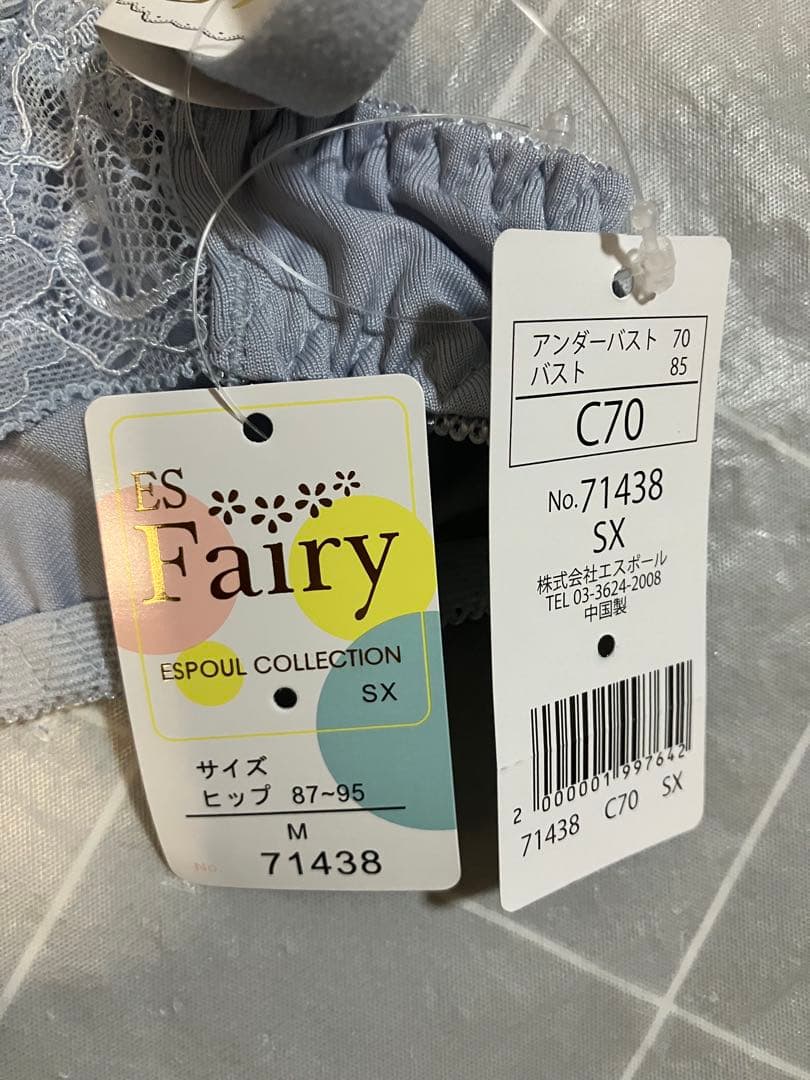 ES
Fairy
ESPOUL COLLECTION
SX
サイズ
ヒップ 87~95
M
No. 71438
アンダーバスト 70
バスト 85
C70
No.71438
SX
株式会社エスポール
TEL 03-3624-2008
中国製
2 000001 997642
71438 C70 SX